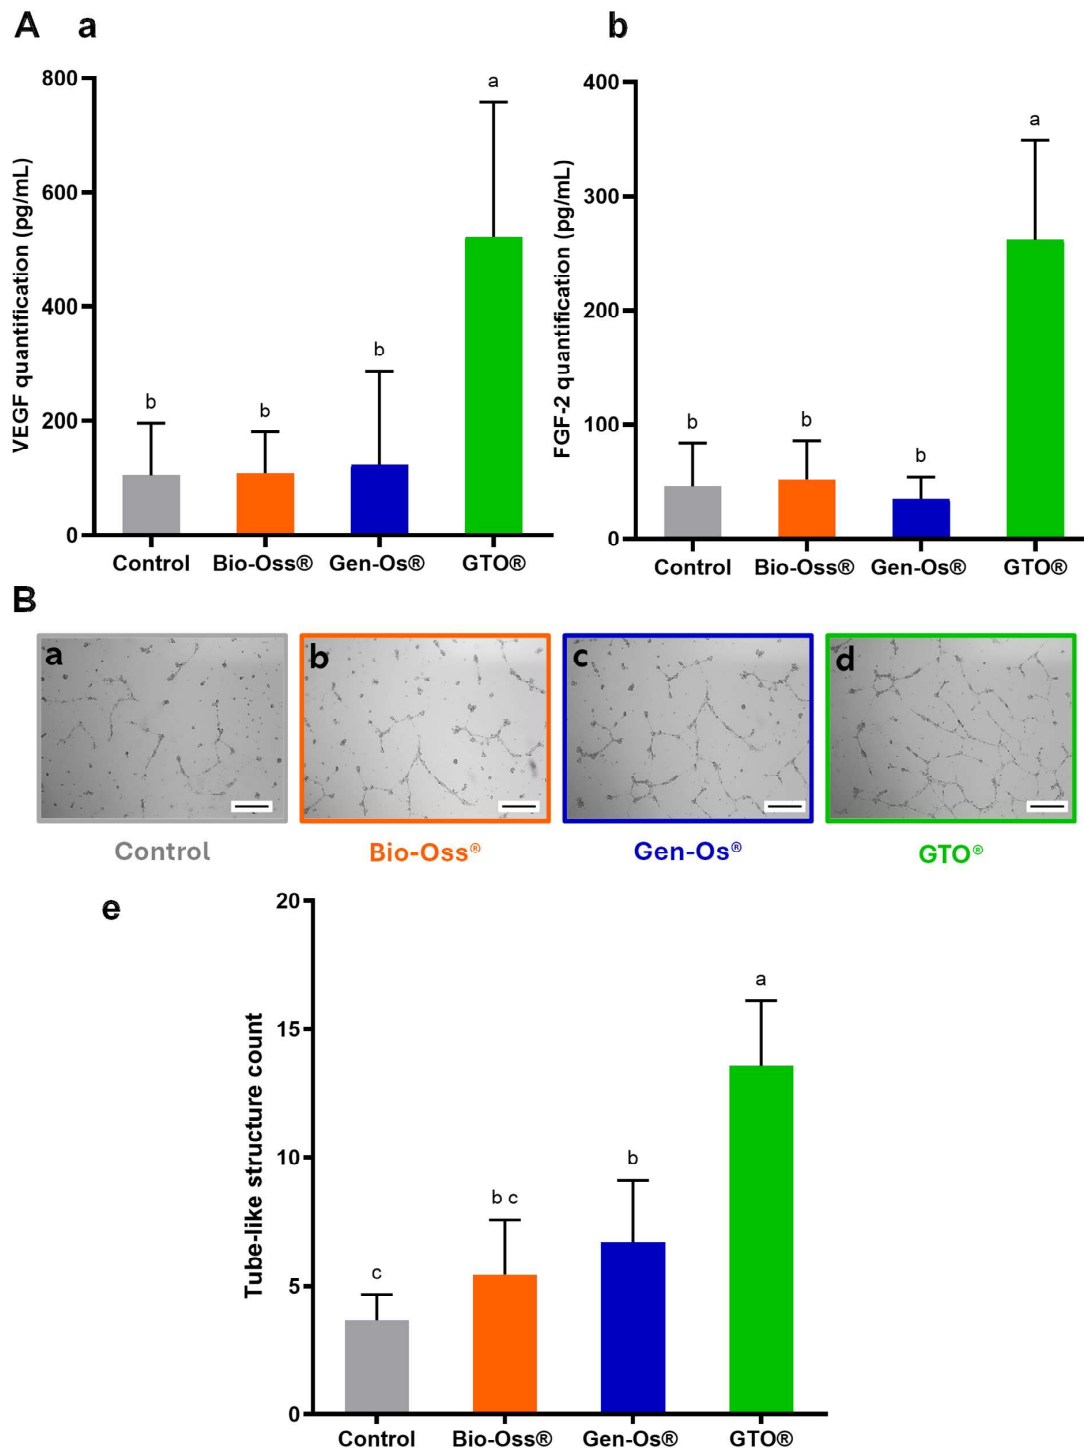 A a b
800
600
400
200
0
VEGF quantification (pg/mL)
a
b
b
b
Control Bio-Oss® Gen-Os® GTO®
400
300
200
100
0
FGF-2 quantification (pg/mL)
a
b
b
b
Control Bio-Oss® Gen-Os® GTO®
B
a b c d
Control Bio-Oss® Gen-Os® GTO®
e
20
15
10
5
0
Tube-like structure count
a
b
b c
c
Control Bio-Oss® Gen-Os® GTO®